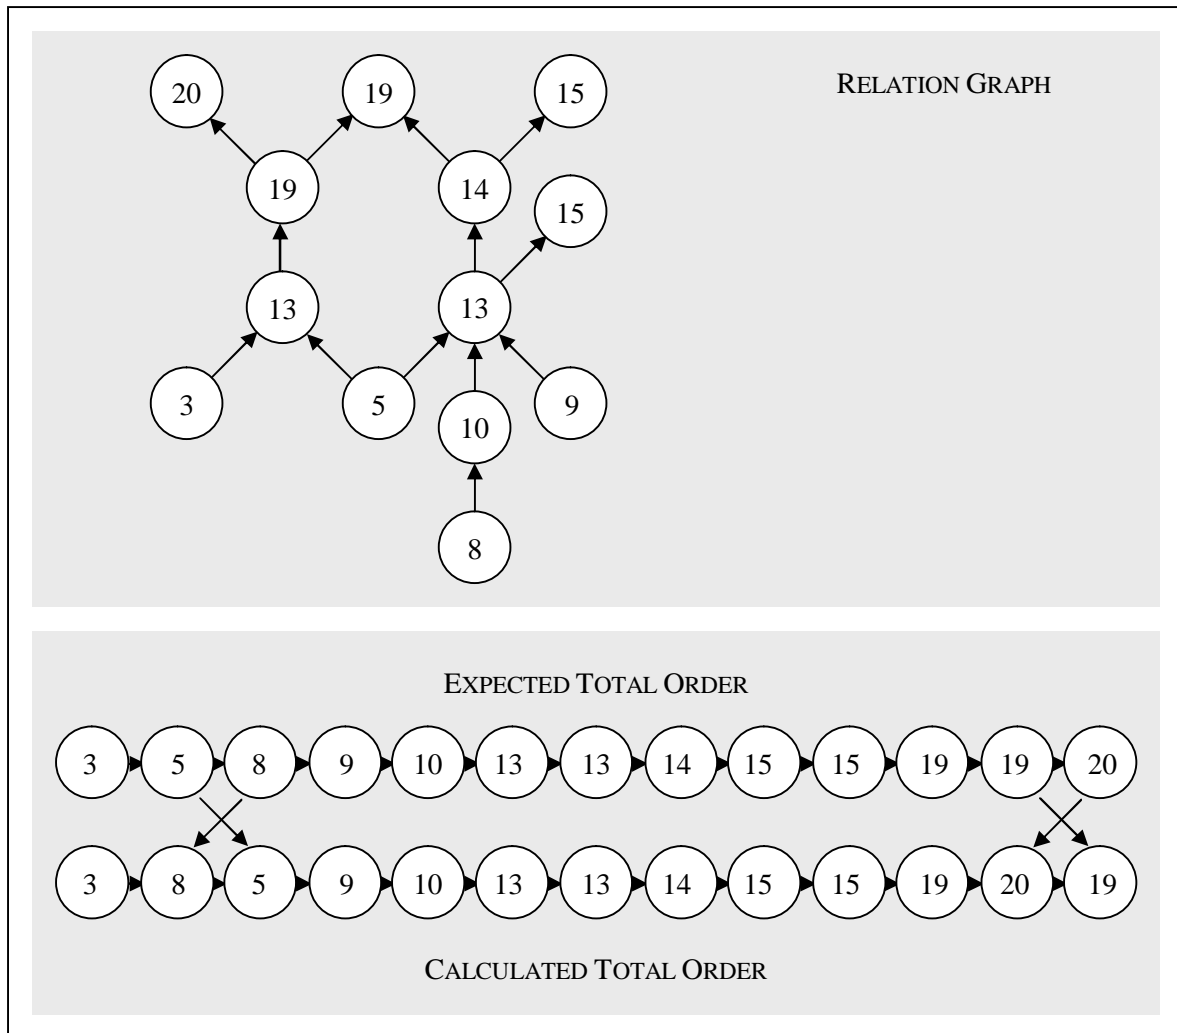 RELATION GRAPH
20 19 15
19 14
15
13 13
3 5 9
10
8
EXPECTED TOTAL ORDER
3 5 8 9 10 13 13 14 15 15 19 19 20
3 8 5 9 10 13 13 14 15 15 19 20 19
CALCULATED TOTAL ORDER